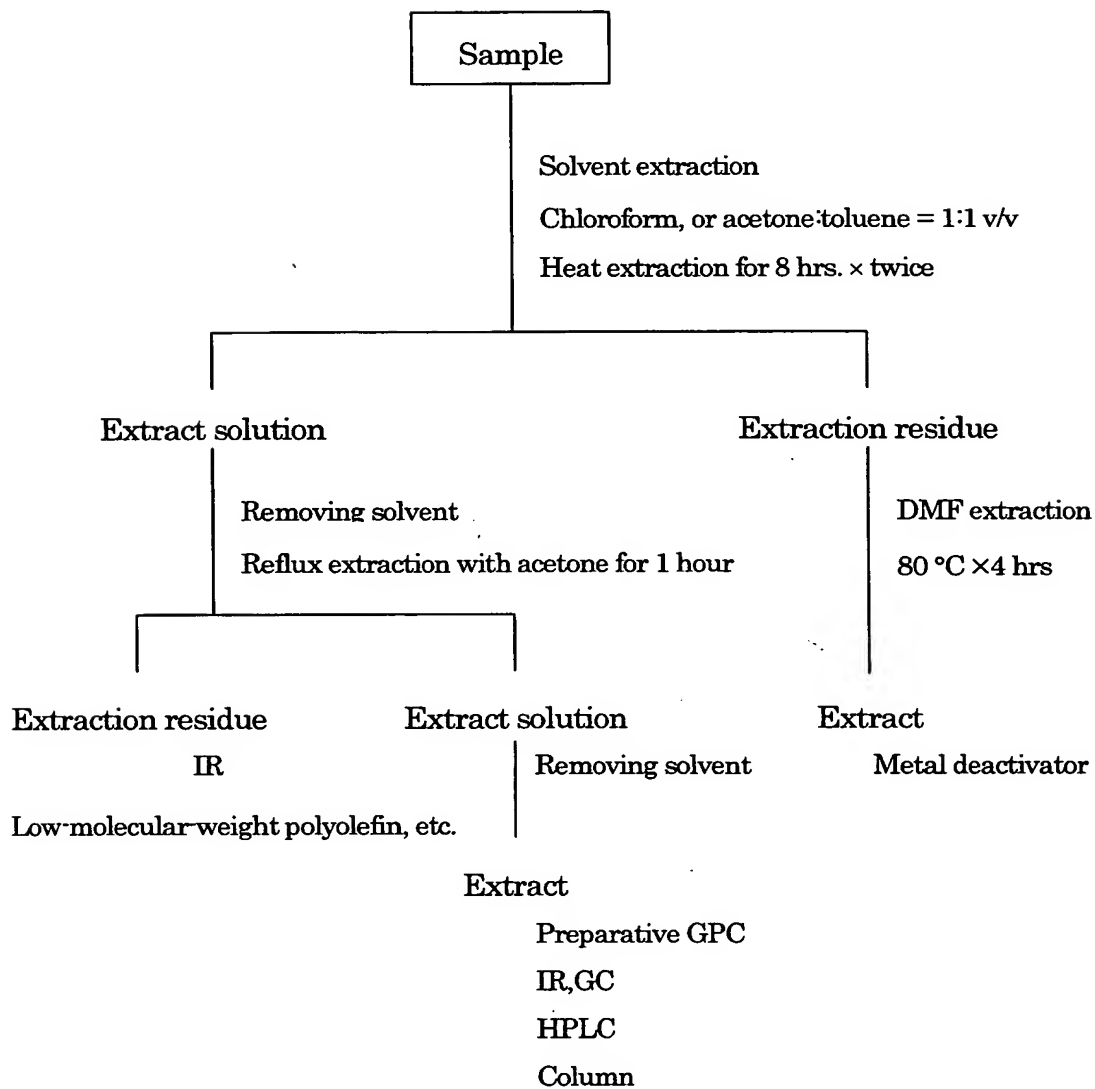 Sample
Solvent extraction
Chloroform, or acetone:toluene = 1:1 v/v
Heat extraction for 8 hrs. × twice
Extract solution
Extraction residue
Removing solvent
Reflux extraction with acetone for 1 hour
DMF extraction
80 °C ×4 hrs
Extraction residue
IR
Low-molecular-weight polyolefin, etc.
Extract solution
Removing solvent
Extract
Metal deactivator
Extract
Preparative GPC
IR,GC
HPLC
Column